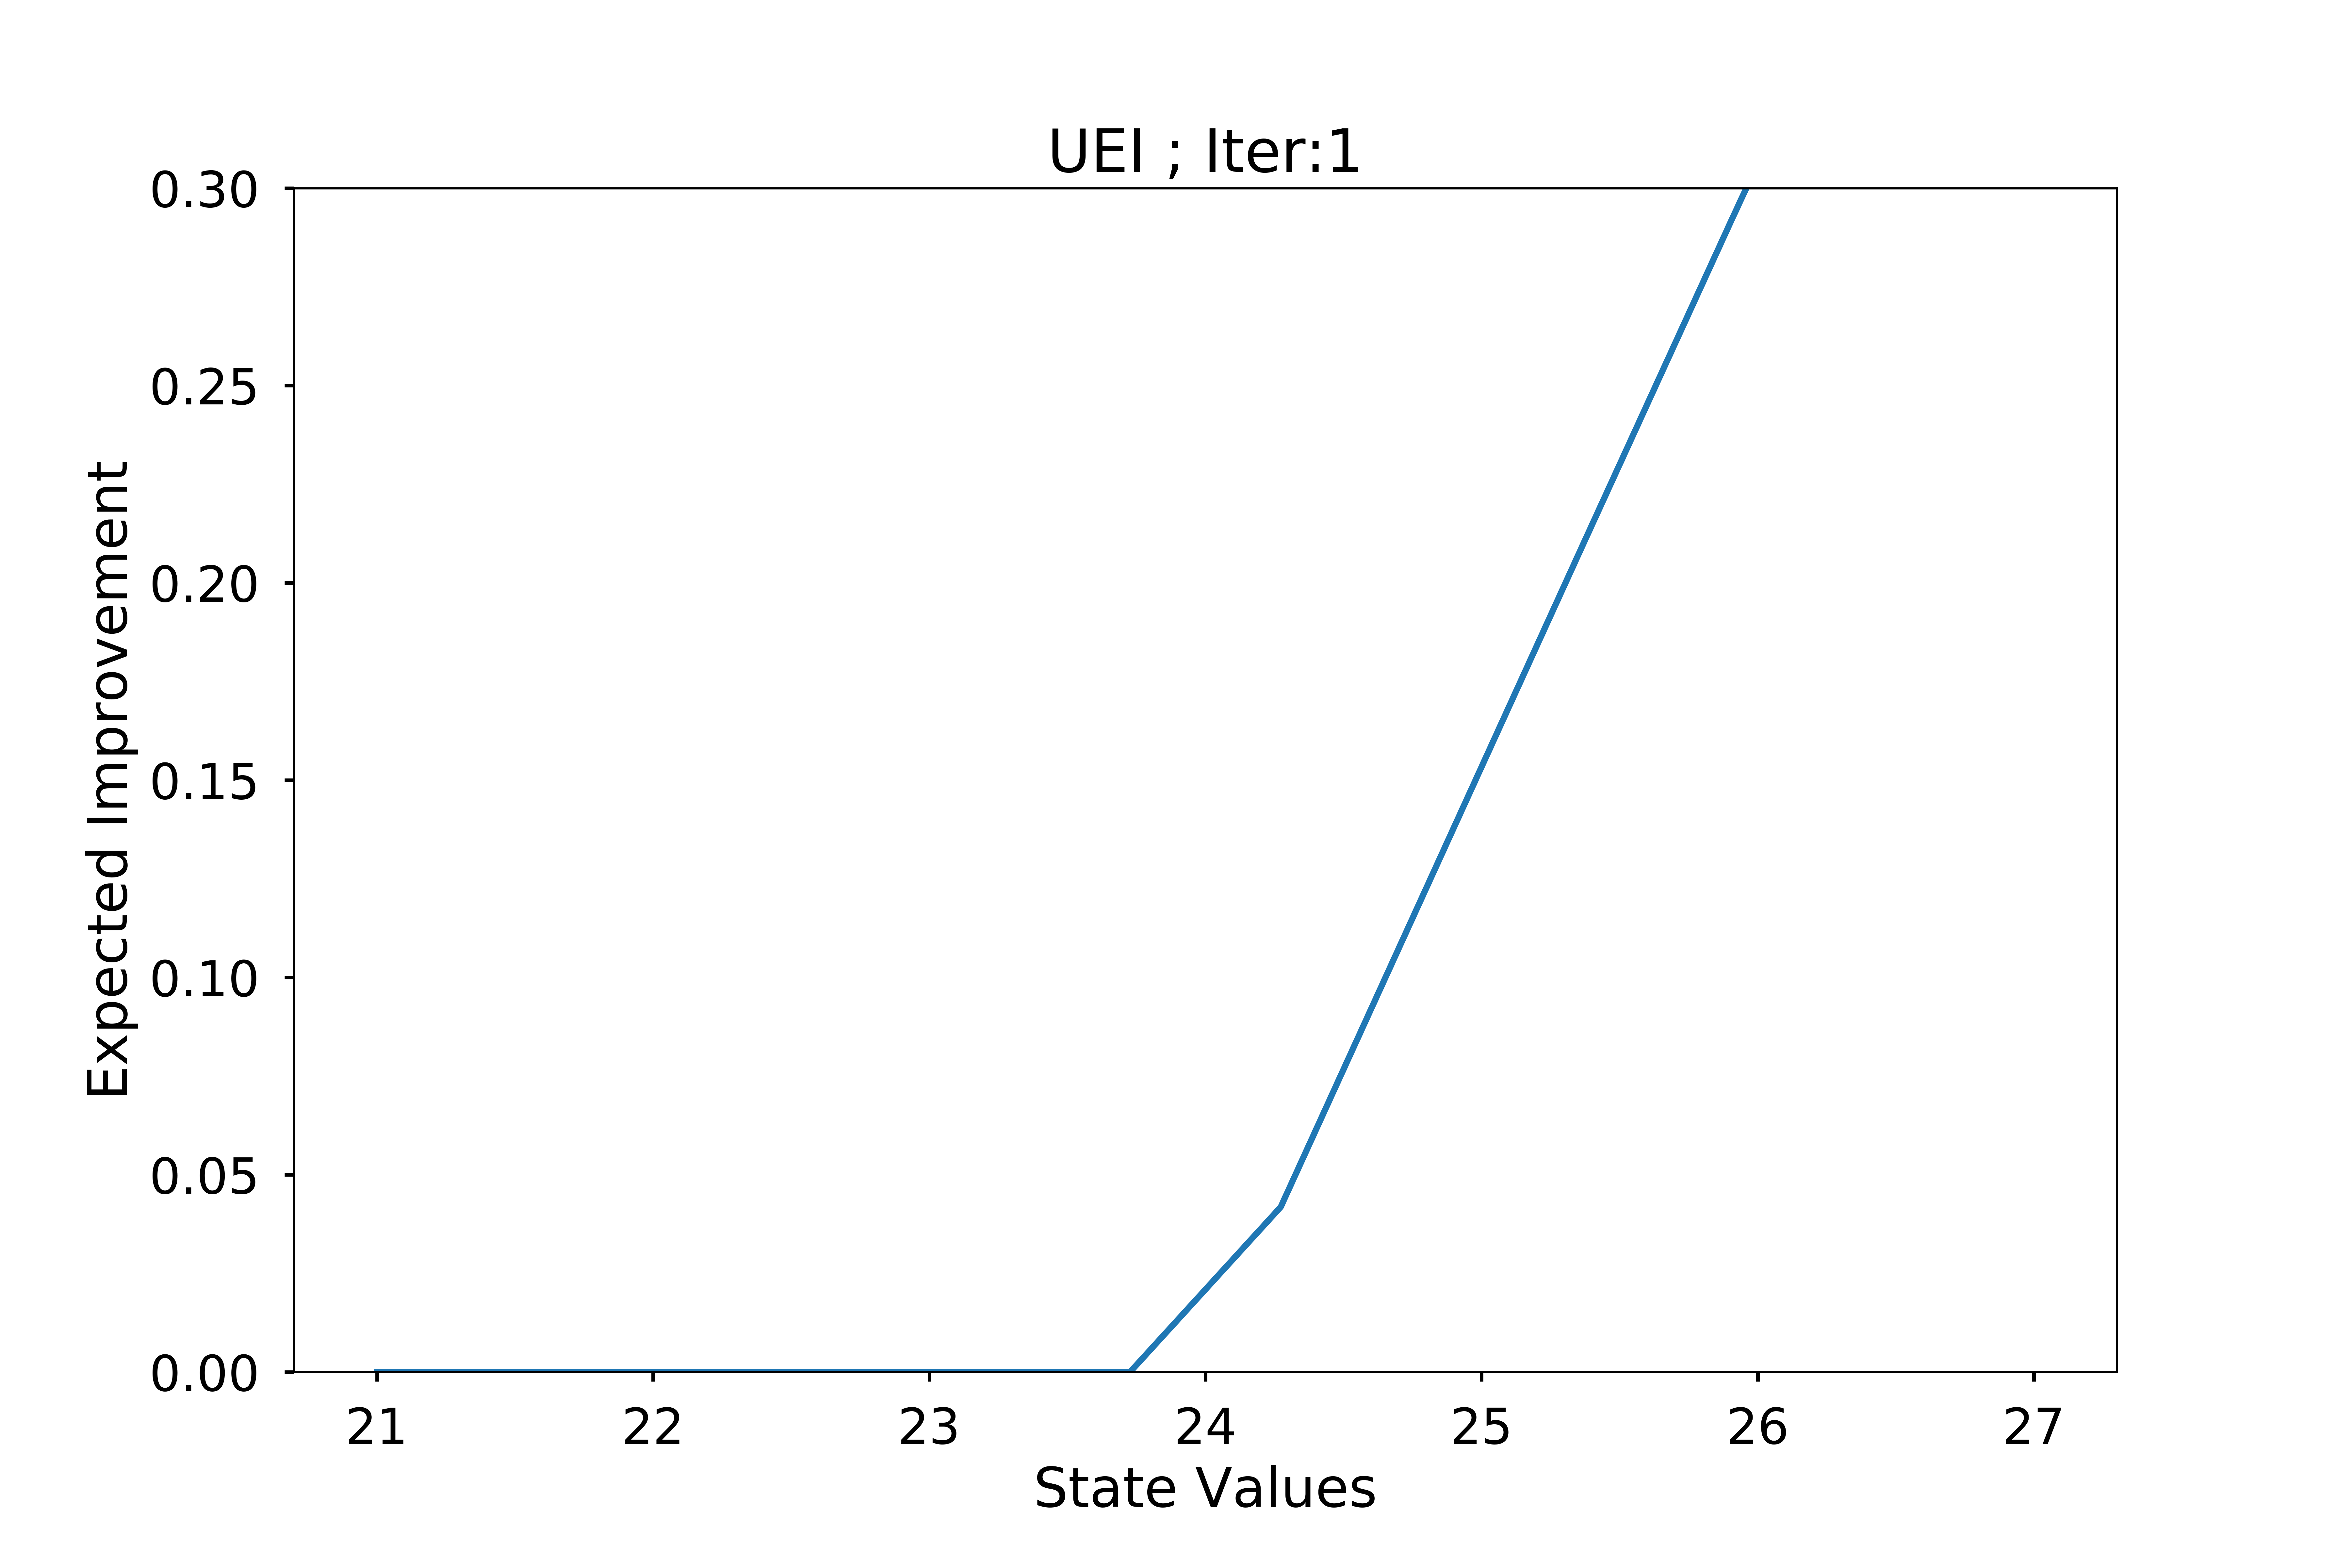 UEI ; Iter:1
0.30
0.25
0.20
0.15
0.10
0.05
0.00
Expected Improvement
21 22 23 24 25 26 27
State Values